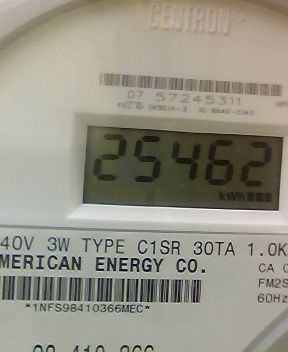 CENTRON
07 57245311
25462
kWh
40V 3W TYPE C1SR 30TA 1.0K
MERICAN ENERGY CO.
CA 0
FM2S
60Hz
*1NFS98410366MEC*